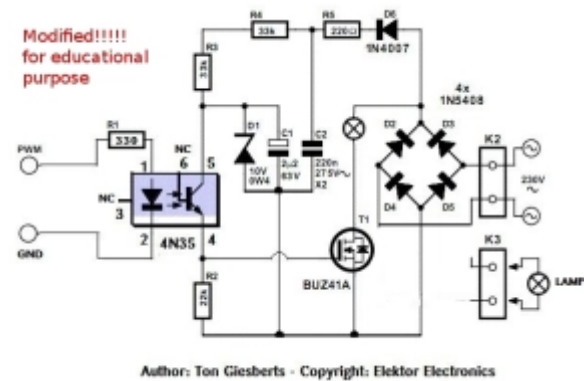 Modified!!!!!
for educational
purpose
R4
33k
R5
220Ω
D6
1N4007
R3
33k
4x
1N5408
R1
330
PWM
NC
1
6
5
D1
10V
0W4
C1
2µ2
63V
C2
220n
275V~
X2
D2
D3
D4
D5
K2
230V
~
NC
3
2
4
4N35
GND
T1
BUZ41A
R2
22k
K3
LAMP
Author: Ton Giesberts - Copyright: Elektor Electronics